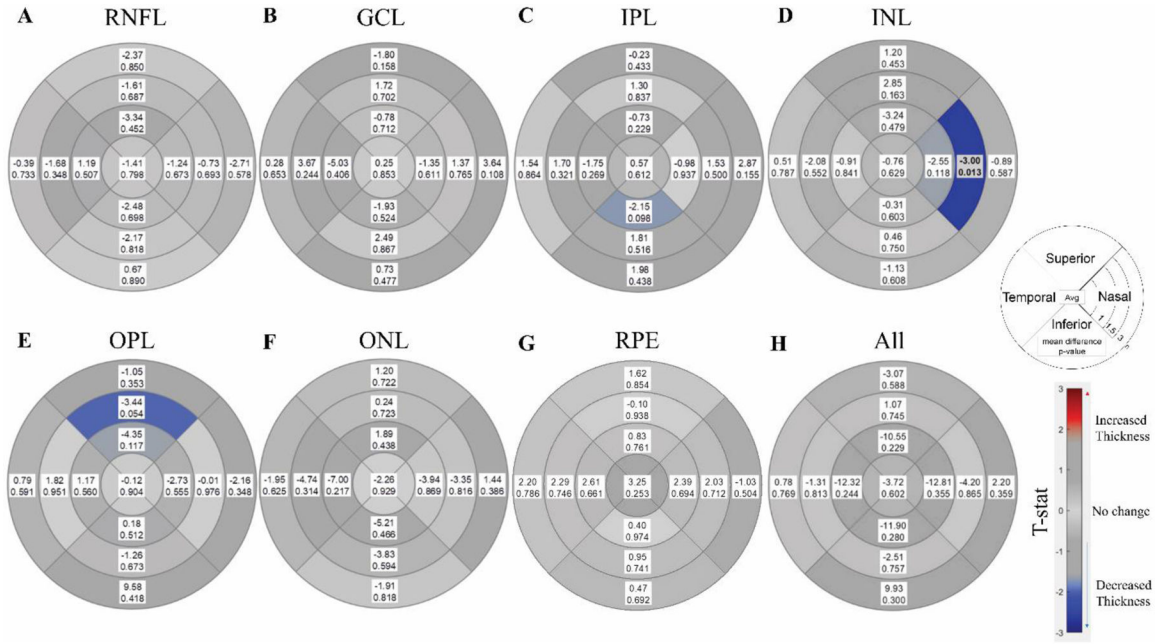 A RNFL
-2.37
0.850
-1.61
0.687
-3.34
0.452
-0.39 -1.68 1.19 -1.41 -1.24 -0.73 -2.71
0.733 0.348 0.507 0.798 0.673 0.693 0.578
-2.48
0.698
-2.17
0.818
0.67
0.890
B GCL
-1.80
0.158
1.72
0.702
-0.78
0.712
0.28 3.67 -5.03 0.25 -1.35 1.37 3.64
0.653 0.244 0.406 0.853 0.611 0.765 0.108
-1.93
0.524
2.49
0.867
0.73
0.477
C IPL
-0.23
0.433
1.30
0.837
-0.73
0.229
1.54 1.70 -1.75 0.57 -0.98 1.53 2.87
0.864 0.321 0.269 0.612 0.937 0.500 0.155
-2.15
0.098
1.81
0.516
1.98
0.438
D INL
1.20
0.453
2.85
0.163
-3.24
0.479
0.51 -2.08 -0.91 -0.76 -2.55 -3.00 -0.89
0.787 0.552 0.841 0.629 0.118 0.013 0.587
-0.31
0.603
0.46
0.750
-1.13
0.608
Superior
Temporal Avg Nasal
Inferior 1 1.5 3
mean difference
p-value
E OPL
-1.05
0.353
-3.44
0.054
-4.35
0.117
0.79 1.82 1.17 -0.12 -2.73 -0.01 -2.16
0.591 0.951 0.560 0.904 0.555 0.976 0.348
0.18
0.512
-1.26
0.673
9.58
0.418
F ONL
1.20
0.722
0.24
0.723
1.89
0.438
-1.95 -4.74 -7.00 -2.26 -3.94 -3.35 1.44
0.625 0.314 0.217 0.929 0.869 0.816 0.386
-5.21
0.466
-3.83
0.594
-1.91
0.818
G RPE
1.62
0.854
-0.10
0.938
0.83
0.761
2.20 2.29 2.61 3.25 2.39 2.03 -1.03
0.786 0.746 0.661 0.253 0.694 0.712 0.504
0.40
0.974
0.95
0.741
0.47
0.692
H All
-3.07
0.588
1.07
0.745
-10.55
0.229
0.78 -1.31 -12.32 -3.72 -12.81 -4.20 2.20
0.769 0.813 0.244 0.602 0.355 0.865 0.359
-11.90
0.280
-2.51
0.757
9.93
0.300
T-stat
3
2
1
0
-1
-2
-3
Increased
Thickness
No change
Decreased
Thickness